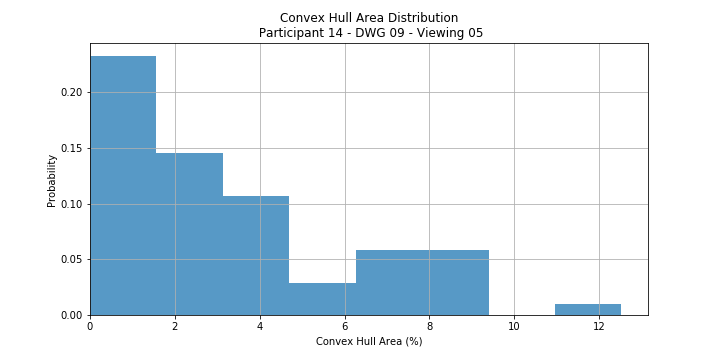 Convex Hull Area Distribution
Participant 14 - DWG 09 - Viewing 05
Probability
0.20
0.15
0.10
0.05
0.00
0 2 4 6 8 10 12
Convex Hull Area (%)